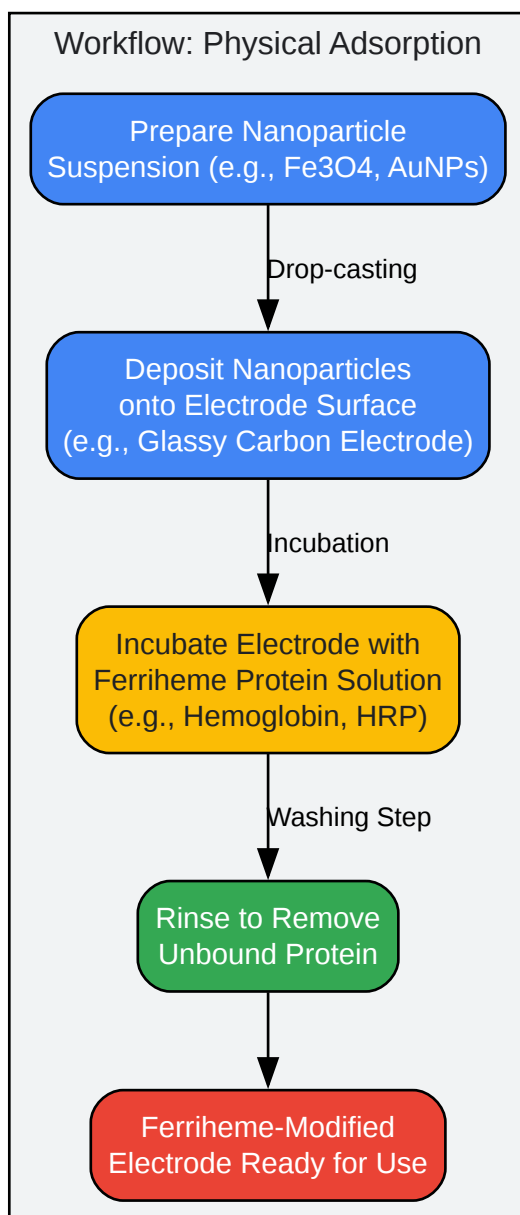 Workflow: Physical Adsorption
Prepare Nanoparticle
Suspension (e.g., Fe3O4, AuNPs)
Drop-casting
Deposit Nanoparticles
onto Electrode Surface
(e.g., Glassy Carbon Electrode)
Incubation
Incubate Electrode with
Ferriheme Protein Solution
(e.g., Hemoglobin, HRP)
Washing Step
Rinse to Remove
Unbound Protein
Ferriheme-Modified
Electrode Ready for Use